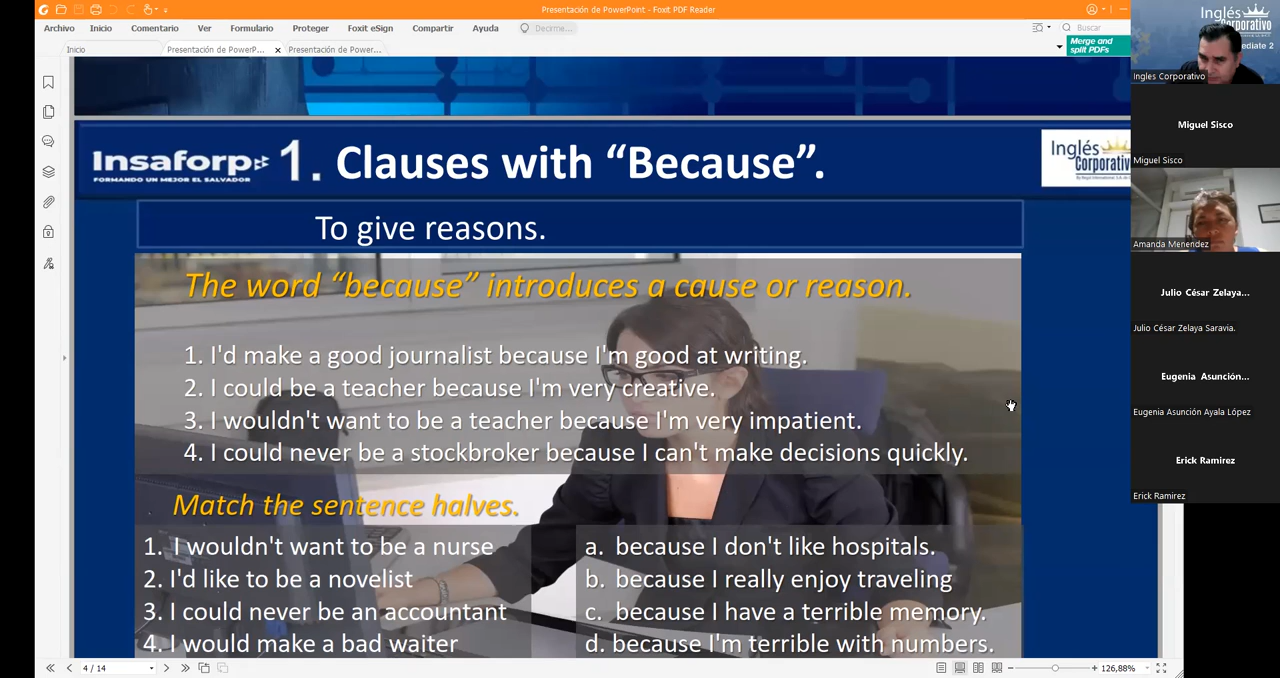 Presentación de PowerPoint - Foxit PDF Reader
Archivo Inicio Comentario Ver Formulario Proteger Foxit eSign Compartir Ayuda Decirme... Buscar
Merge and split PDFs
Inicio Presentación de PowerP... Presentación de Power...
Insaforp
FORMANDO UN MEJOR EL SALVADOR
1. Clauses with “Because”.
Inglés
Corporativo
To give reasons.
The word “because” introduces a cause or reason.
1. I'd make a good journalist because I'm good at writing.
2. I could be a teacher because I'm very creative.
3. I wouldn't want to be a teacher because I'm very impatient.
4. I could never be a stockbroker because I can't make decisions quickly.
Match the sentence halves.
1. I wouldn't want to be a nurse
2. I'd like to be a novelist
3. I could never be an accountant
4. I would make a bad waiter
a. because I don't like hospitals.
b. because I really enjoy traveling
c. because I have a terrible memory.
d. because I'm terrible with numbers.
4 / 14
126,88%
Inglés
Corporativo
ediate 2
Ingles Corporativo
Miguel Sisco
Miguel Sisco
Amanda Menendez
Julio César Zelaya...
Julio César Zelaya Saravia.
Eugenia Asunción...
Eugenia Asunción Ayala López
Erick Ramirez
Erick Ramirez